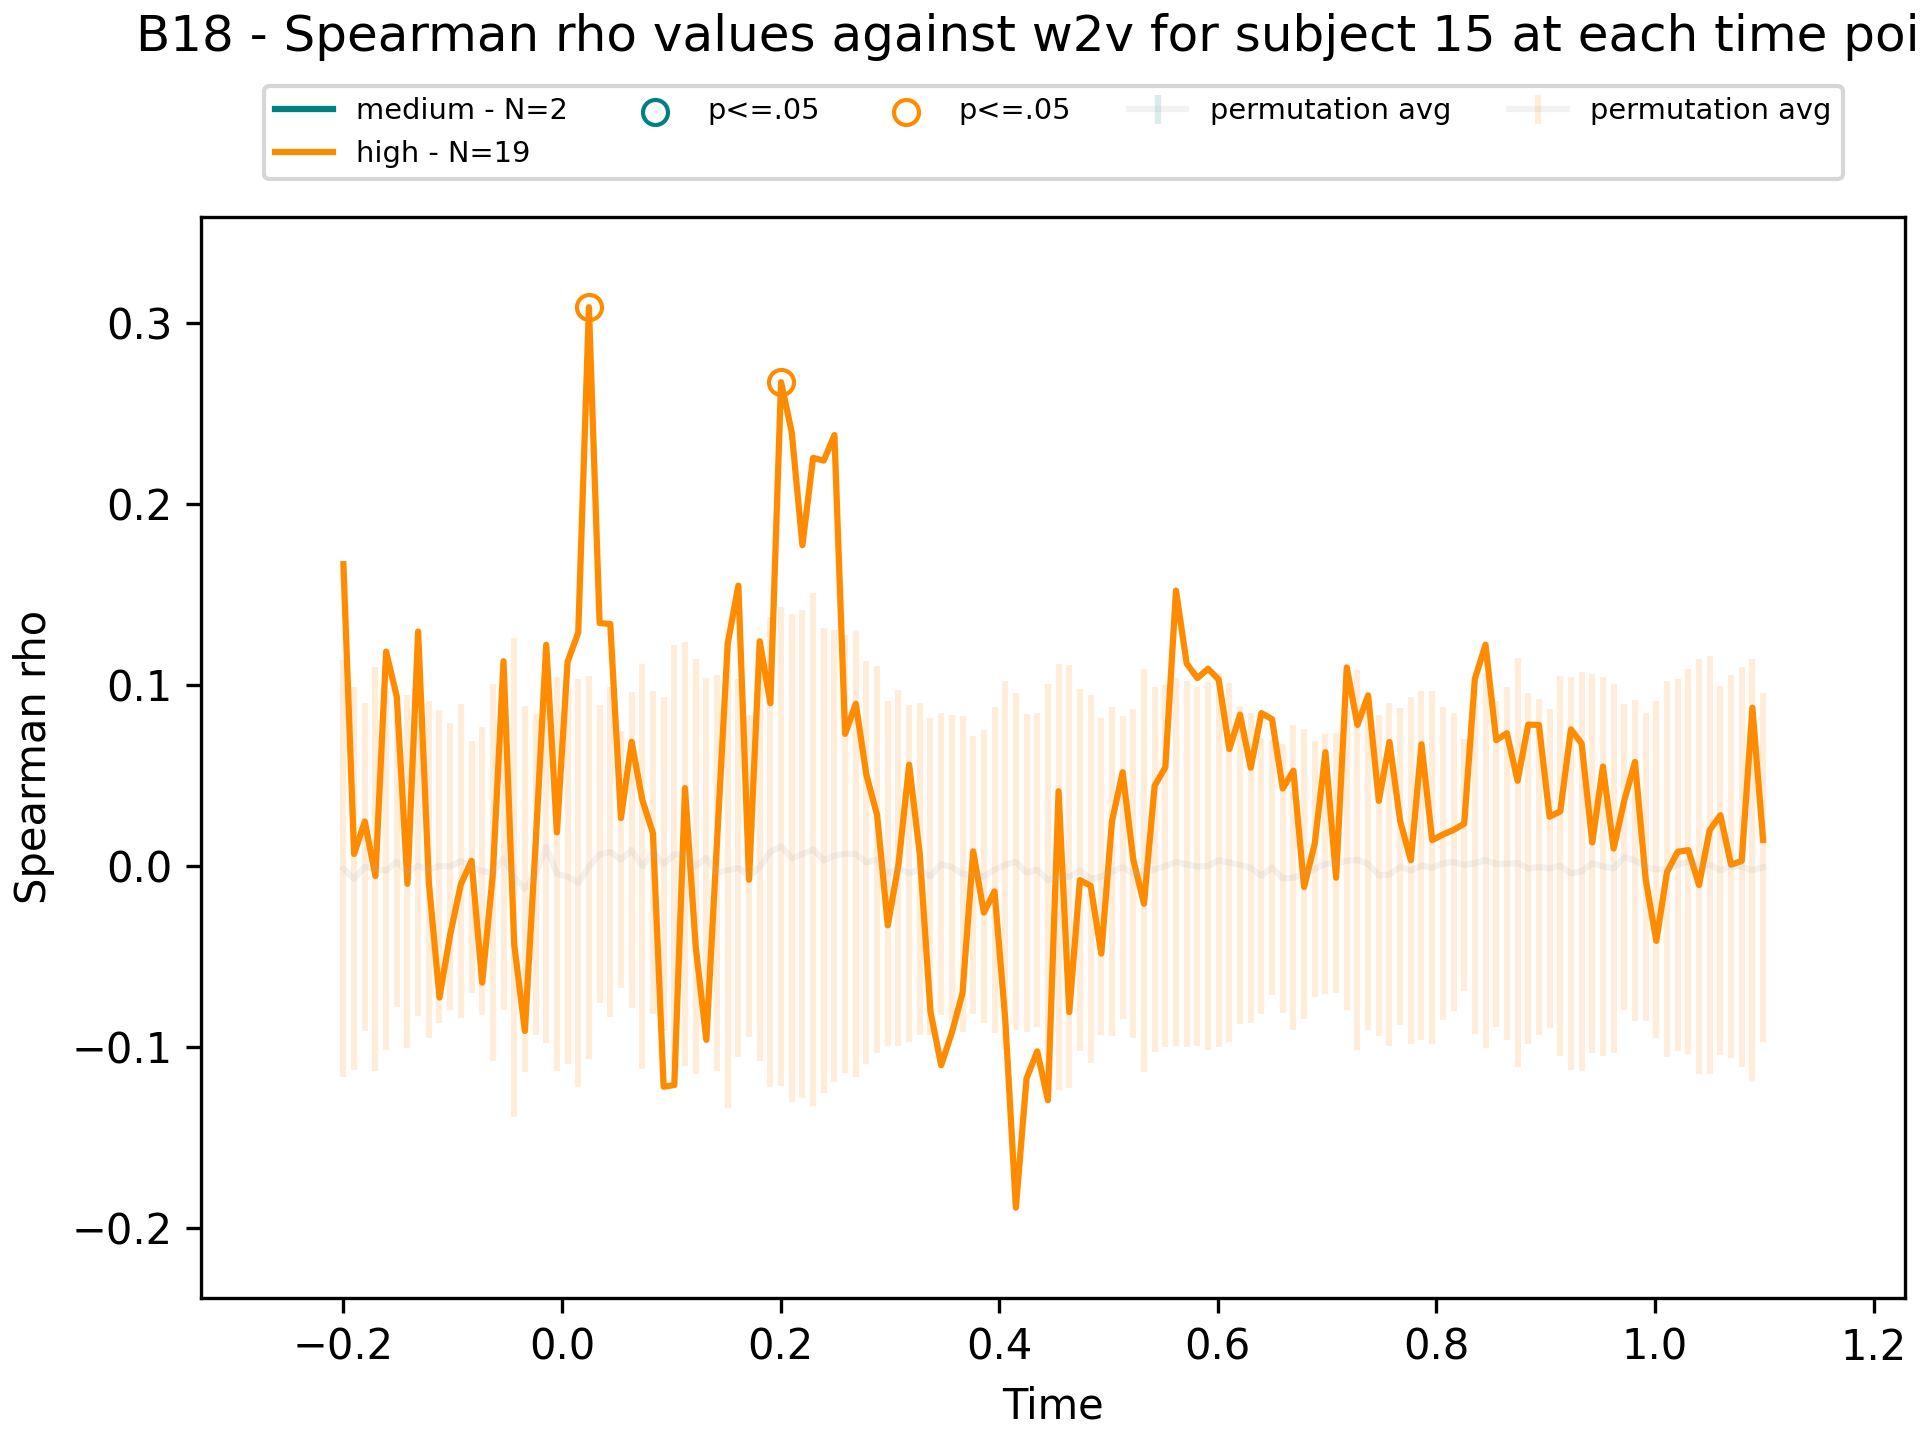 B18 - Spearman rho values against w2v for subject 15 at each time poi
medium - N=2
high - N=19
p<=.05
p<=.05
permutation avg
permutation avg
Spearman rho
0.3
0.2
0.1
0.0
−0.1
−0.2
−0.2
0.0
0.2
0.4
0.6
0.8
1.0
1.2
Time